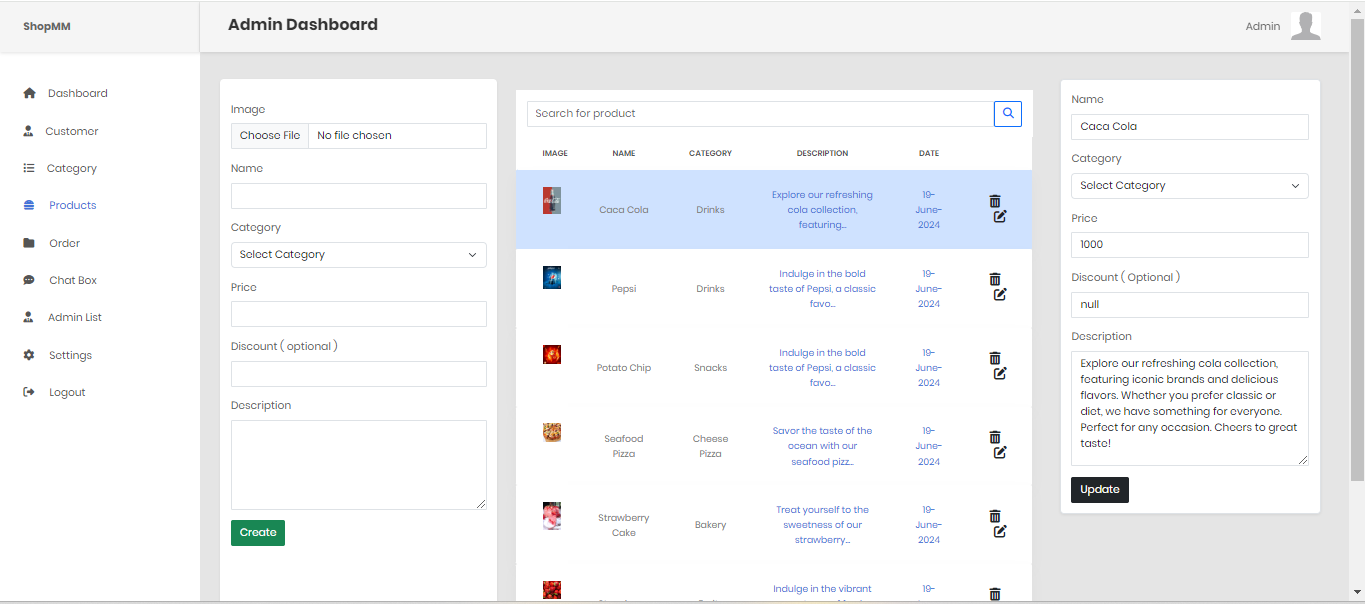 ShopMM
Admin Dashboard
Admin
Dashboard
Customer
Category
Products
Order
Chat Box
Admin List
Settings
Logout
Image
Choose File No file chosen
Name
Category
Select Category
Price
Discount ( optional )
Description
Create
Search for product
IMAGE NAME CATEGORY DESCRIPTION DATE
Caca Cola
Drinks
Explore our refreshing
cola collection,
featuring...
19-
June-
2024
Pepsi
Drinks
Indulge in the bold
taste of Pepsi, a classic
favo...
19-
June-
2024
Potato Chip
Snacks
Indulge in the bold
taste of Pepsi, a classic
favo...
19-
June-
2024
Seafood
Pizza
Cheese
Pizza
Savor the taste of the
ocean with our
seafood pizz...
19-
June-
2024
Strawberry
Cake
Bakery
Treat yourself to the
sweetness of our
strawberry...
19-
June-
2024
Indulge in the vibrant
19-
Name
Caca Cola
Category
Select Category
Price
1000
Discount ( Optional )
null
Description
Explore our refreshing cola collection,
featuring iconic brands and delicious
flavors. Whether you prefer classic or
diet, we have something for everyone.
Perfect for any occasion. Cheers to great
taste!
Update